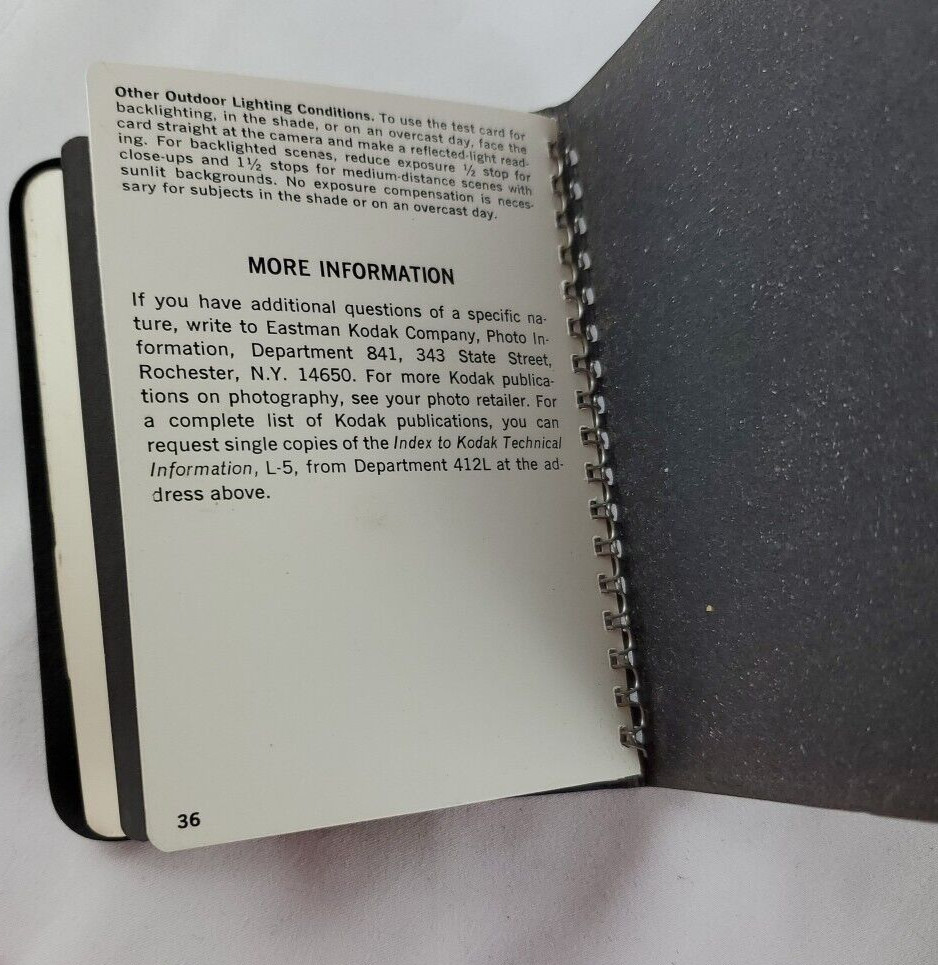 Other Outdoor Lighting Conditions. To use the test card for
backlighting, in the shade, or on an overcast day, face the
card straight at the camera and make a reflected-light read-
ing. For backlighted scenes, reduce exposure ½ stop for
close-ups and 1½ stops for medium-distance scenes with
sunlit backgrounds. No exposure compensation is neces-
sary for subjects in the shade or on an overcast day.
MORE INFORMATION
If you have additional questions of a specific na-
ture, write to Eastman Kodak Company, Photo In-
formation, Department 841, 343 State Street,
Rochester, N.Y. 14650. For more Kodak publica-
tions on photography, see your photo retailer. For
a complete list of Kodak publications, you can
request single copies of the Index to Kodak Technical
Information, L-5, from Department 412L at the ad-
dress above.
36